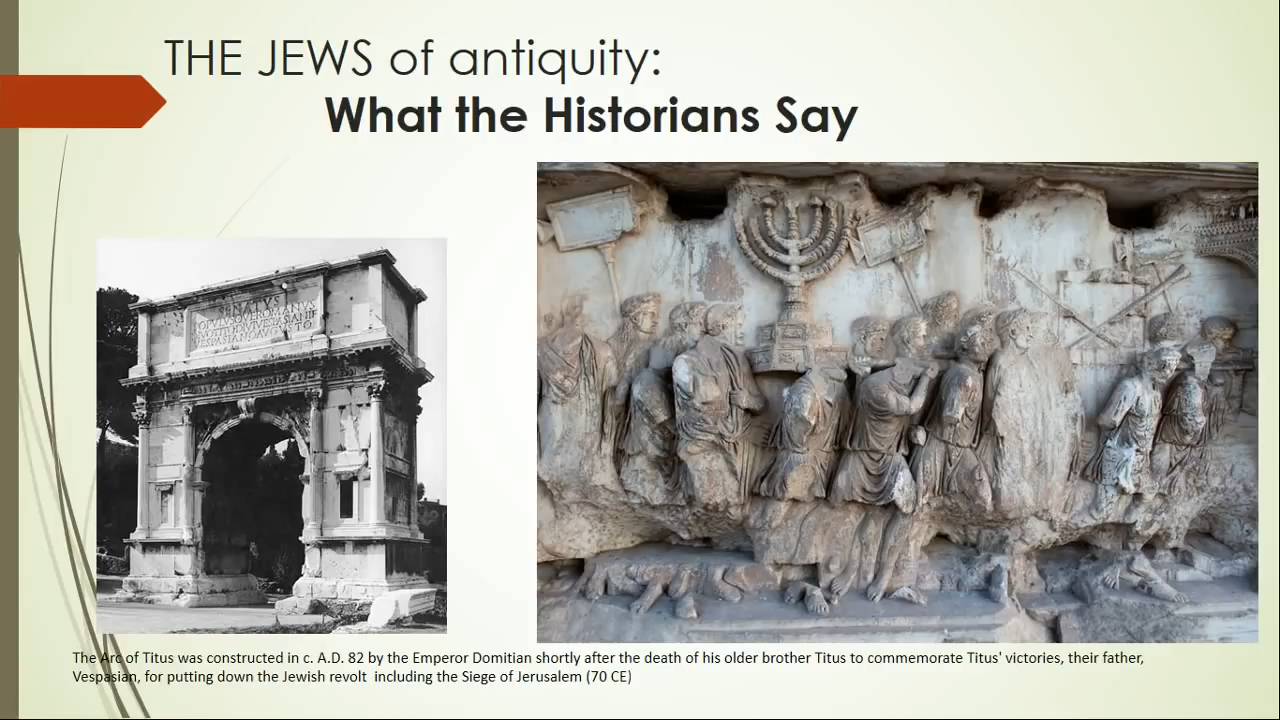 THE JEWS of antiquity:
What the Historians Say
SENATVS
The Arc of Titus was constructed in c. A.D. 82 by the Emperor Domitian shortly after the death of his older brother Titus to commemorate Titus' victories, their father,
Vespasian, for putting down the Jewish revolt including the Siege of Jerusalem (70 CE)